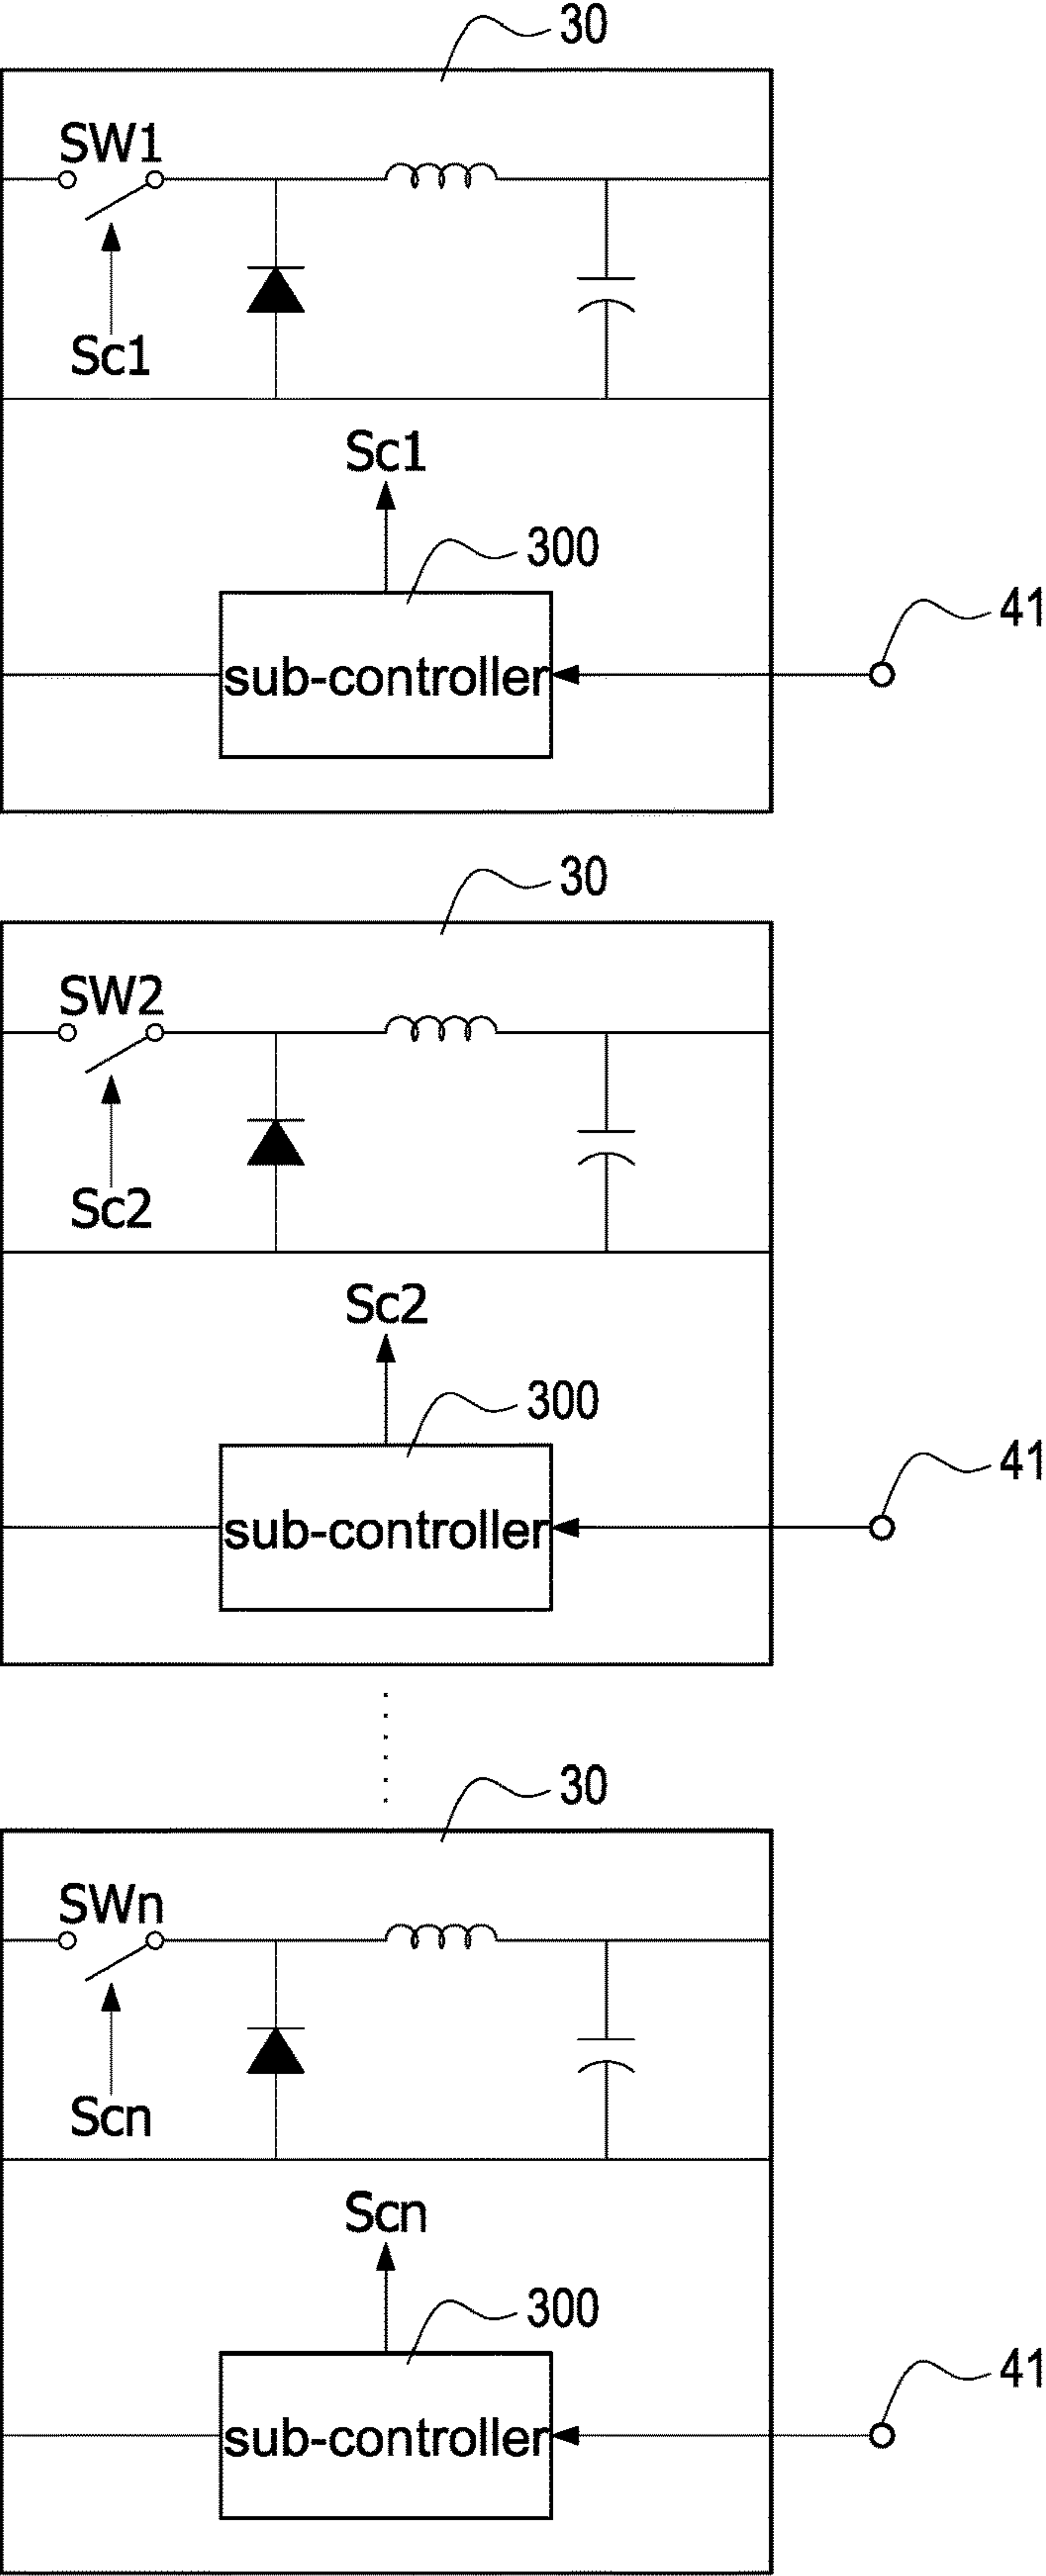 30
SW1
Sc1
Sc1
300
41
sub-controller
30
SW2
Sc2
Sc2
300
41
sub-controller
30
SWn
Scn
Scn
300
41
sub-controller